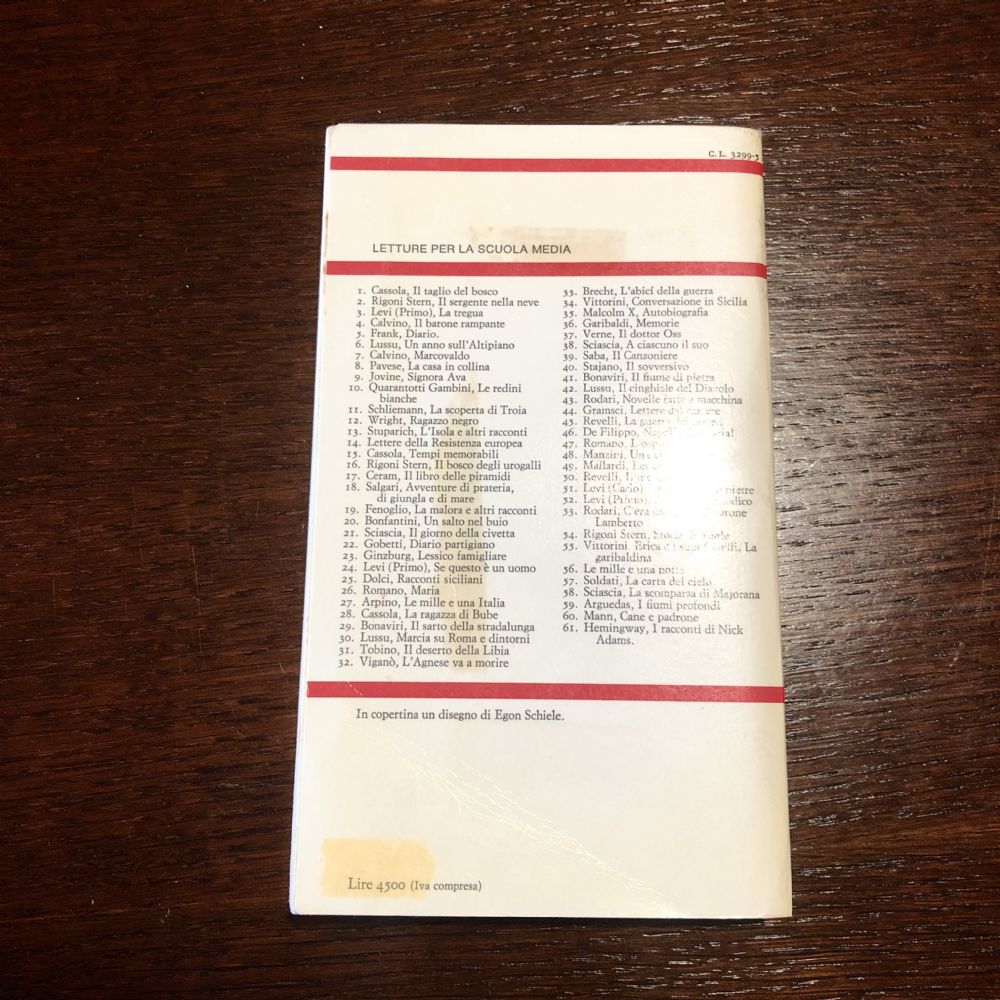 C.L. 3299-5
LETTURE PER LA SCUOLA MEDIA
1. Cassola, Il taglio del bosco
2. Rigoni Stern, Il sergente nella neve
3. Levi (Primo), La tregua
4. Calvino, Il barone rampante
5. Frank, Diario.
6. Lussu, Un anno sull'Altipiano
7. Calvino, Marcovaldo
8. Pavese, La casa in collina
9. Jovine, Signora Ava
10. Quarantotti Gambini, Le redini
bianche
11. Schliemann, La scoperta di Troia
12. Wright, Ragazzo negro
13. Stuparich, L'Isola e altri racconti
14. Lettere della Resistenza europea
15. Cassola, Tempi memorabili
16. Rigoni Stern, Il bosco degli urogalli
17. Ceram, Il libro delle piramidi
18. Salgari, Avventure di prateria,
di giungla e di mare
19. Fenoglio, La malora e altri racconti
20. Bonfantini, Un salto nel buio
21. Sciascia, Il giorno della civetta
22. Gobetti, Diario partigiano
23. Ginzburg, Lessico famigliare
24. Levi (Primo), Se questo è un uomo
25. Dolci, Racconti siciliani
26. Romano, Maria
27. Arpino, Le mille e una Italia
28. Cassola, La ragazza di Bube
29. Bonaviri, Il sarto della stradalunga
30. Lussu, Marcia su Roma e dintorni
31. Tobino, Il deserto della Libia
32. Viganò, L'Agnese va a morire
33. Brecht, L'abicí della guerra
34. Vittorini, Conversazione in Sicilia
35. Malcolm X, Autobiografia
36. Garibaldi, Memorie
37. Verne, Il dottor Oss
38. Sciascia, A ciascuno il suo
39. Saba, Il Canzoniere
40. Stajano, Il sovversivo
41. Bonaviri, Il fiume di pietra
42. Lussu, Il cinghiale del Diavolo
43. Rodari, Novelle fatte a macchina
44. Gramsci, Lettere dal carcere
45. Revelli, La guerra dei poveri
46. De Filippo,
47. Romano,
48. Manzini, Un
49. Mallardi,
50. Revelli, Il
51. Levi (Carlo), pietre
52. Levi (Primo),
53. Rodari, C'era
Lamberto
54. Rigoni Stern, Storia di Tönle
55. Vittorini, Erica e i suoi fratelli, La
garibaldina
56. Le mille e una notte
57. Soldati, La carta del cielo
58. Sciascia, La scomparsa di Majorana
59. Arguedas, I fiumi profondi
60. Mann, Cane e padrone
61. Hemingway, I racconti di Nick
Adams.
In copertina un disegno di Egon Schiele.
Lire 4500 (Iva compresa)